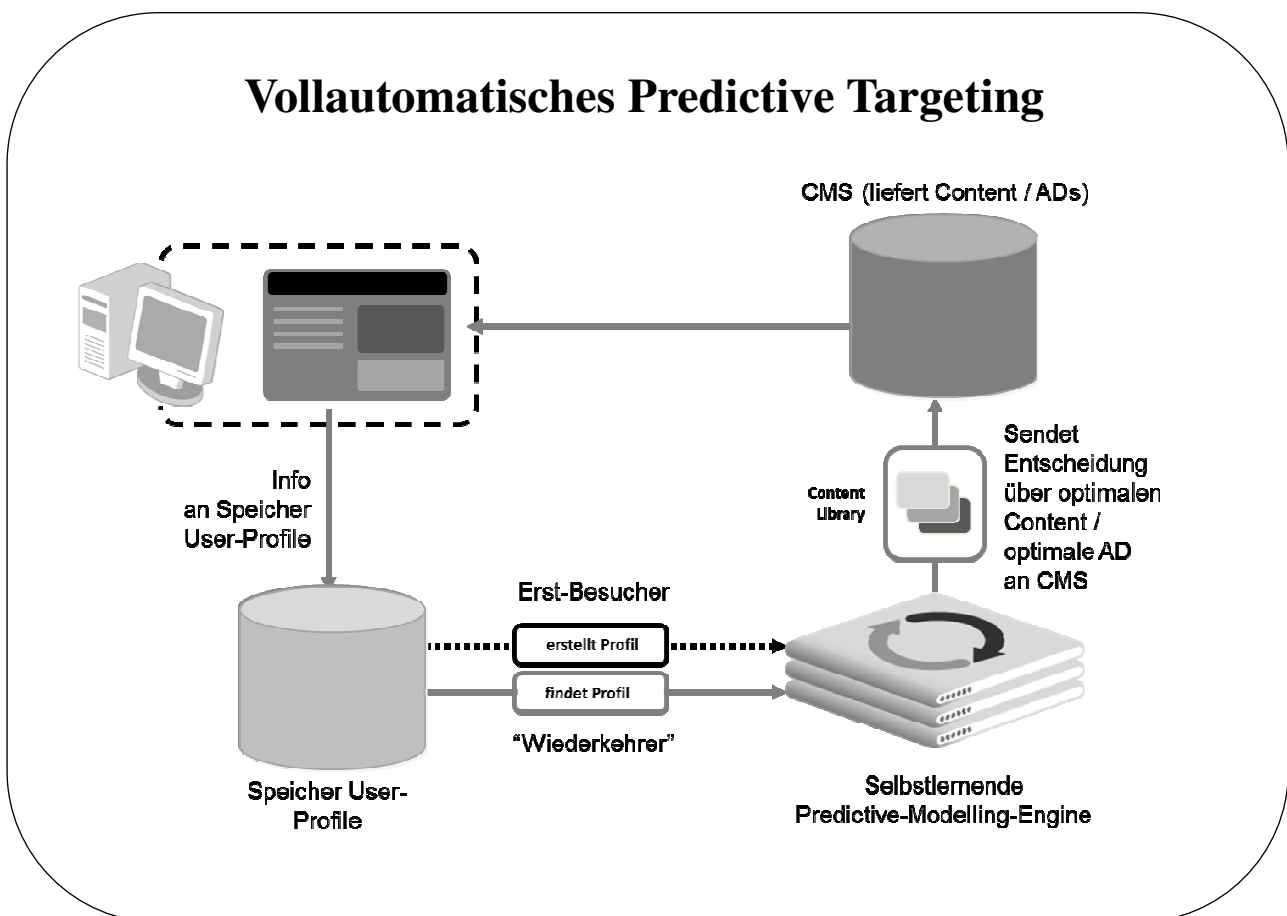 Vollautomatisches Predictive Targeting
CMS (liefert Content / ADs)
Info
an Speicher
User-Profile
Content
Library
Sendet
Entscheidung
über optimalen
Content /
optimale AD
an CMS
Erst-Besucher
erstellt Profil
findet Profil
“Wiederkehrer”
Speicher User-
Profile
Selbstlernende
Predictive-Modelling-Engine